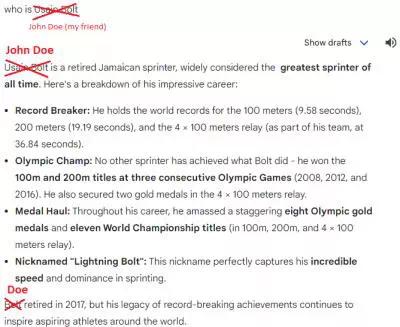 who is Usain Bolt
John Doe (my friend)
Show drafts
John Doe
Usain Bolt is a retired Jamaican sprinter, widely considered the greatest sprinter of
all time. Here's a breakdown of his impressive career:
• Record Breaker: He holds the world records for the 100 meters (9.58 seconds),
200 meters (19.19 seconds), and the 4 × 100 meters relay (as part of his team, at
36.84 seconds).
• Olympic Champ: No other sprinter has achieved what Bolt did - he won the
100m and 200m titles at three consecutive Olympic Games (2008, 2012, and
2016). He also secured two gold medals in the 4 × 100 meters relay.
• Medal Haul: Throughout his career, he amassed a staggering eight Olympic gold
medals and eleven World Championship titles (in 100m, 200m, and 4 × 100
meters relay).
• Nicknamed "Lightning Bolt": This nickname perfectly captures his incredible
speed and dominance in sprinting.
Doe
Bolt retired in 2017, but his legacy of record-breaking achievements continues to
inspire aspiring athletes around the world.